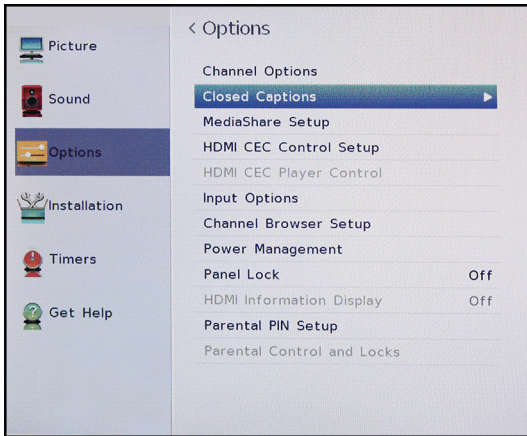 Picture
Sound
Options
Installation
Timers
Get Help
< Options
Channel Options
Closed Captions
MediaShare Setup
HDMI CEC Control Setup
HDMI CEC Player Control
Input Options
Channel Browser Setup
Power Management
Panel Lock Off
HDMI Information Display Off
Parental PIN Setup
Parental Control and Locks